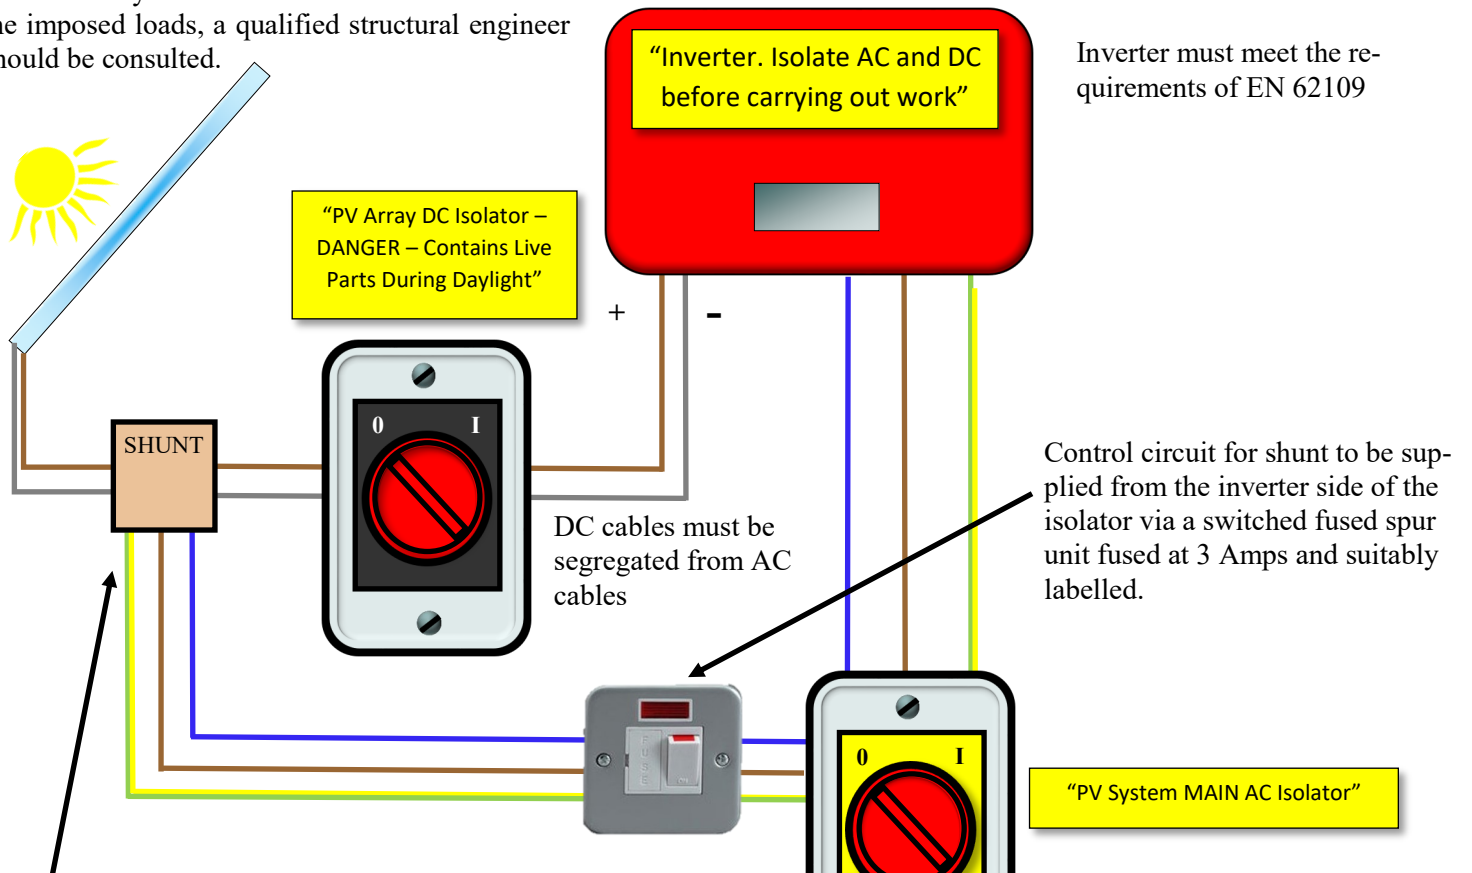 he imposed loads, a qualified structural engineer
hould be consulted.
“Inverter. Isolate AC and DC
before carrying out work”
Inverter must meet the re-
quirements of EN 62109
“PV Array DC Isolator –
DANGER – Contains Live
Parts During Daylight”
+
-
0 I
SHUNT
Control circuit for shunt to be sup-
plied from the inverter side of the
isolator via a switched fused spur
unit fused at 3 Amps and suitably
labelled.
DC cables must be
segregated from AC
cables
FUSE
ON
0 I
“PV System MAIN AC Isolator”